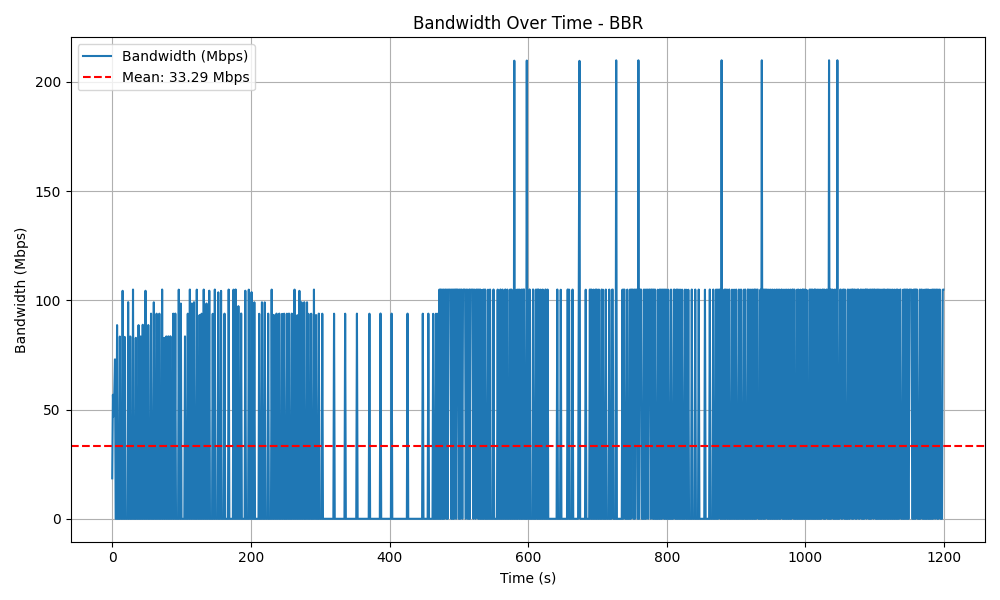 Bandwidth Over Time - BBR
Bandwidth (Mbps)
Mean: 33.29 Mbps
200
150
100
50
0
Bandwidth (Mbps)
0 200 400 600 800 1000 1200
Time (s)